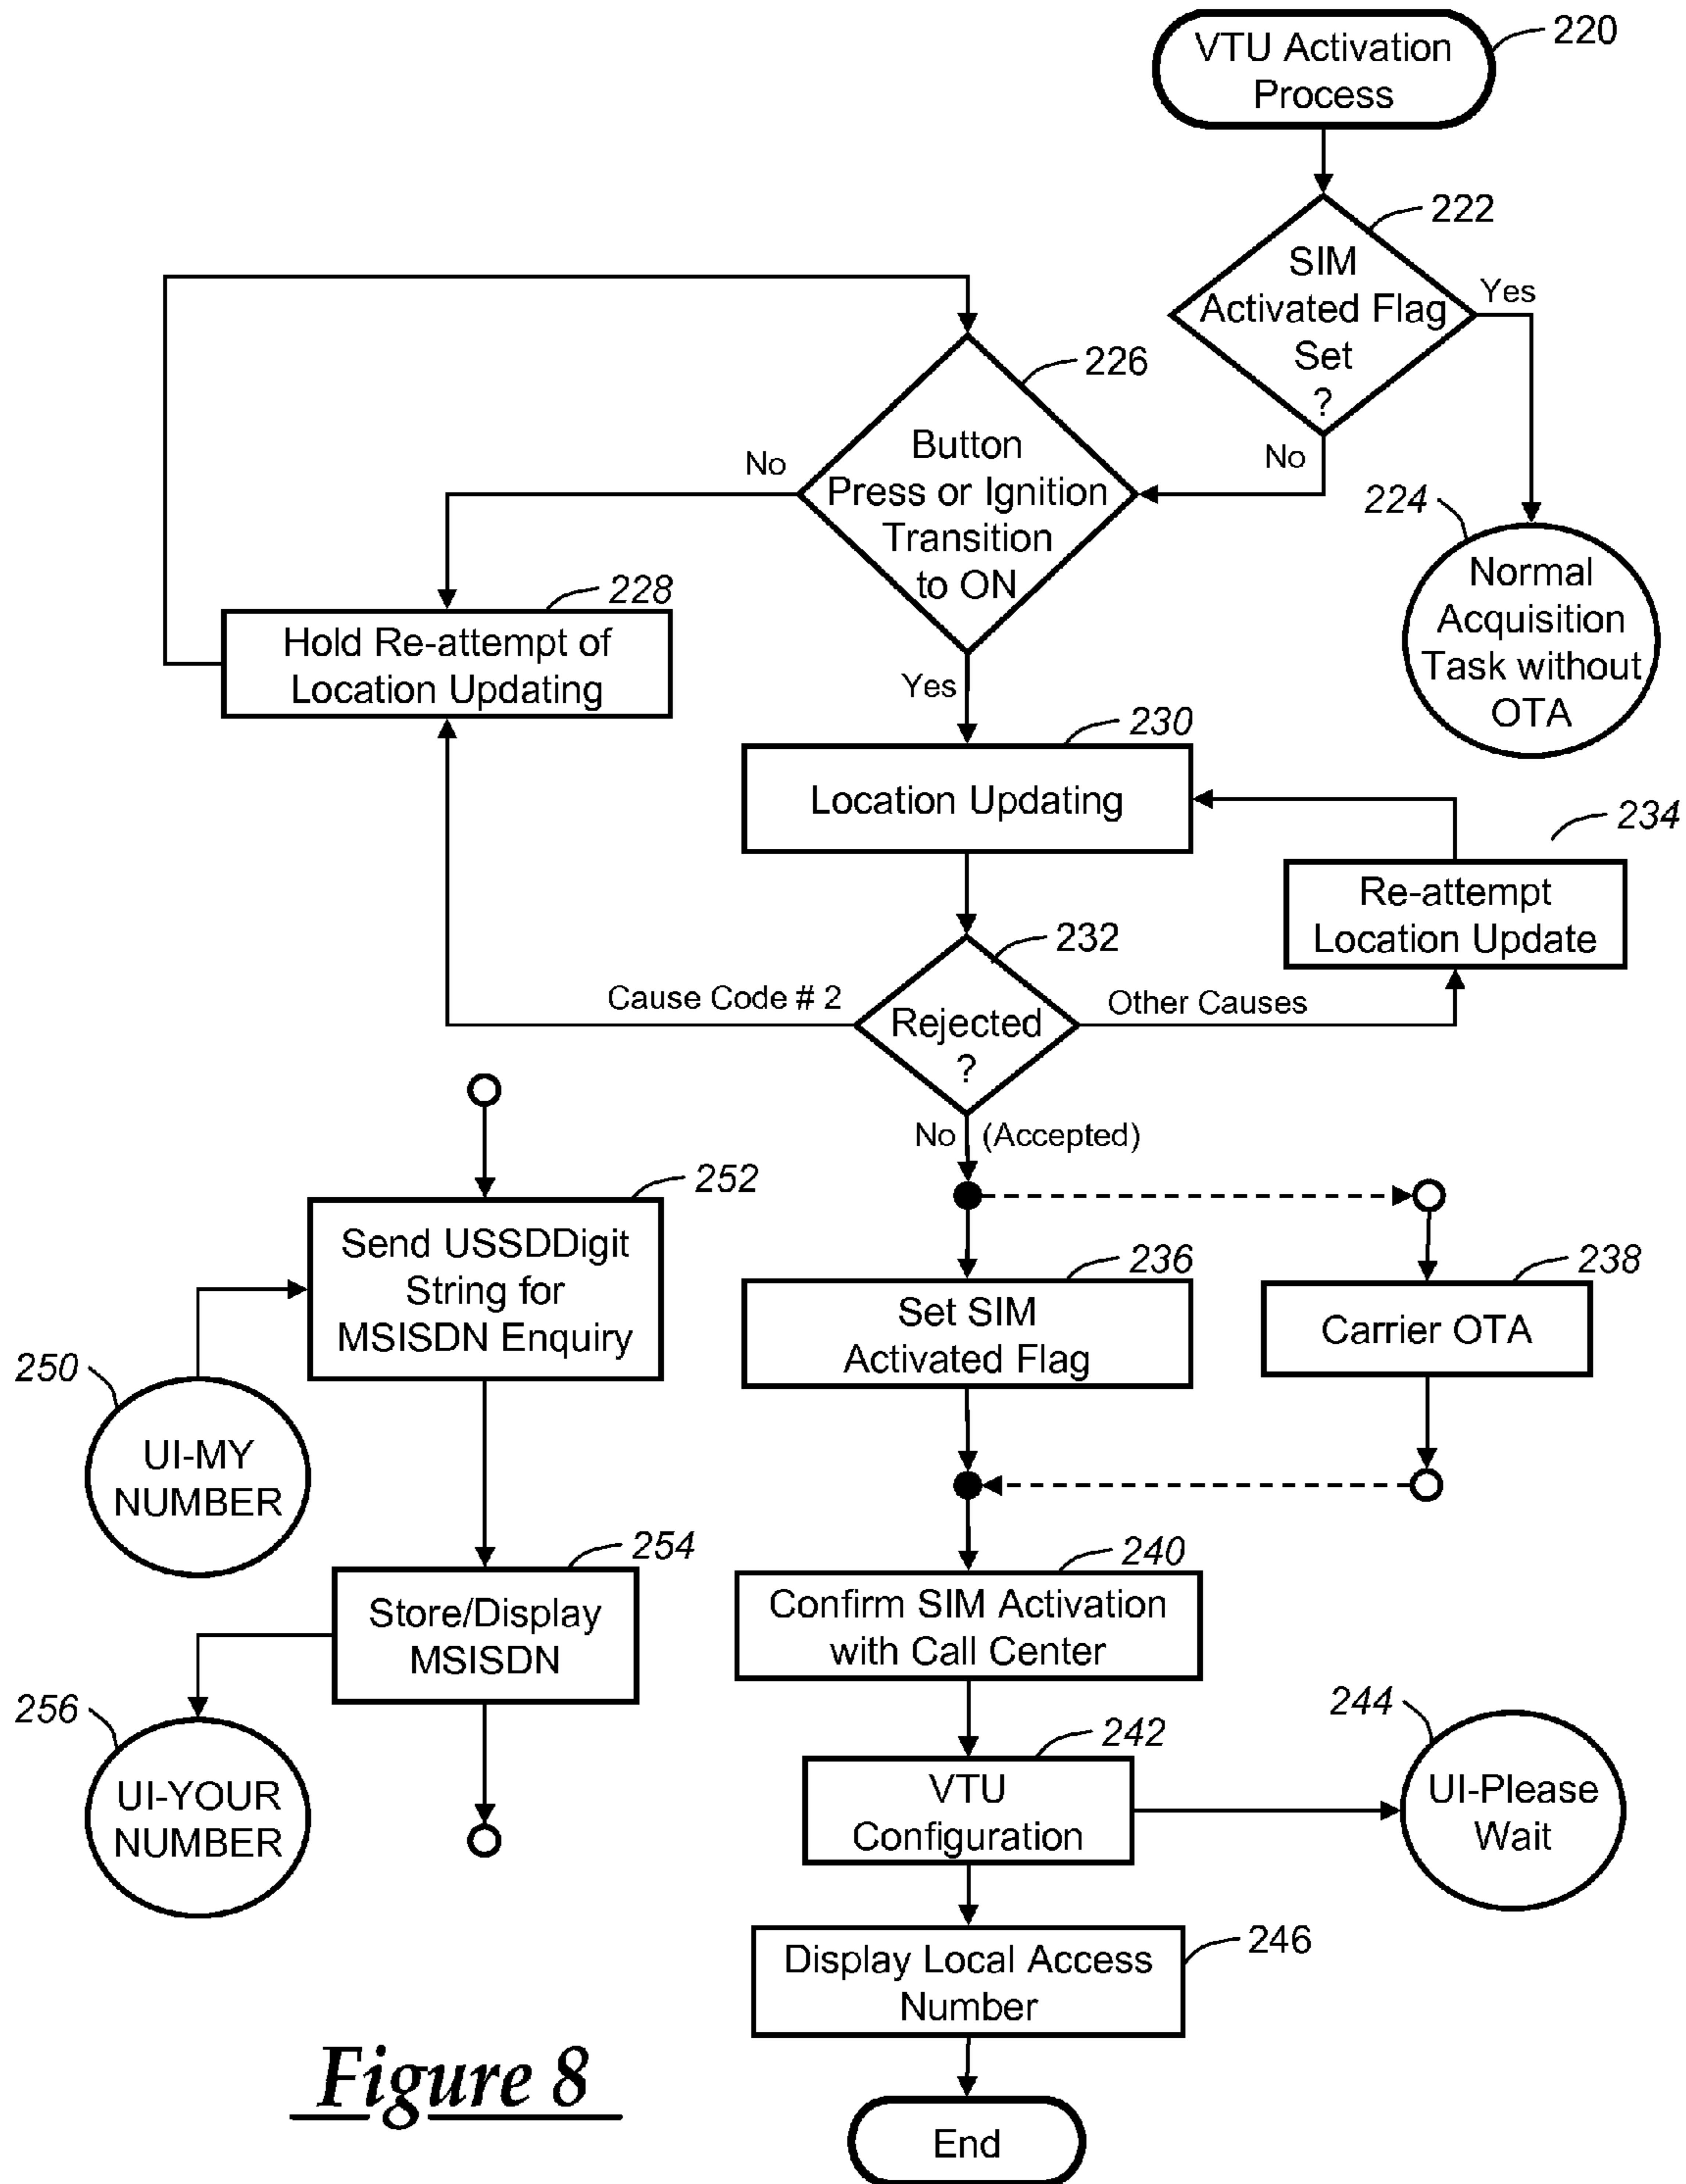 VTU Activation
Process
220
222
SIM
Activated Flag
Set
?
Yes
No
226
Button
Press or Ignition
Transition
to ON
No
Yes
224
Normal
Acquisition
Task without
OTA
228
Hold Re-attempt of
Location Updating
230
Location Updating
234
Re-attempt
Location Update
232
Rejected
?
Cause Code # 2
Other Causes
No (Accepted)
252
Send USSDDigit
String for
MSISDN Enquiry
250
UI-MY
NUMBER
254
Store/Display
MSISDN
256
UI-YOUR
NUMBER
236
Set SIM
Activated Flag
238
Carrier OTA
240
Confirm SIM Activation
with Call Center
242
VTU
Configuration
244
UI-Please
Wait
246
Display Local Access
Number
End
Figure 8